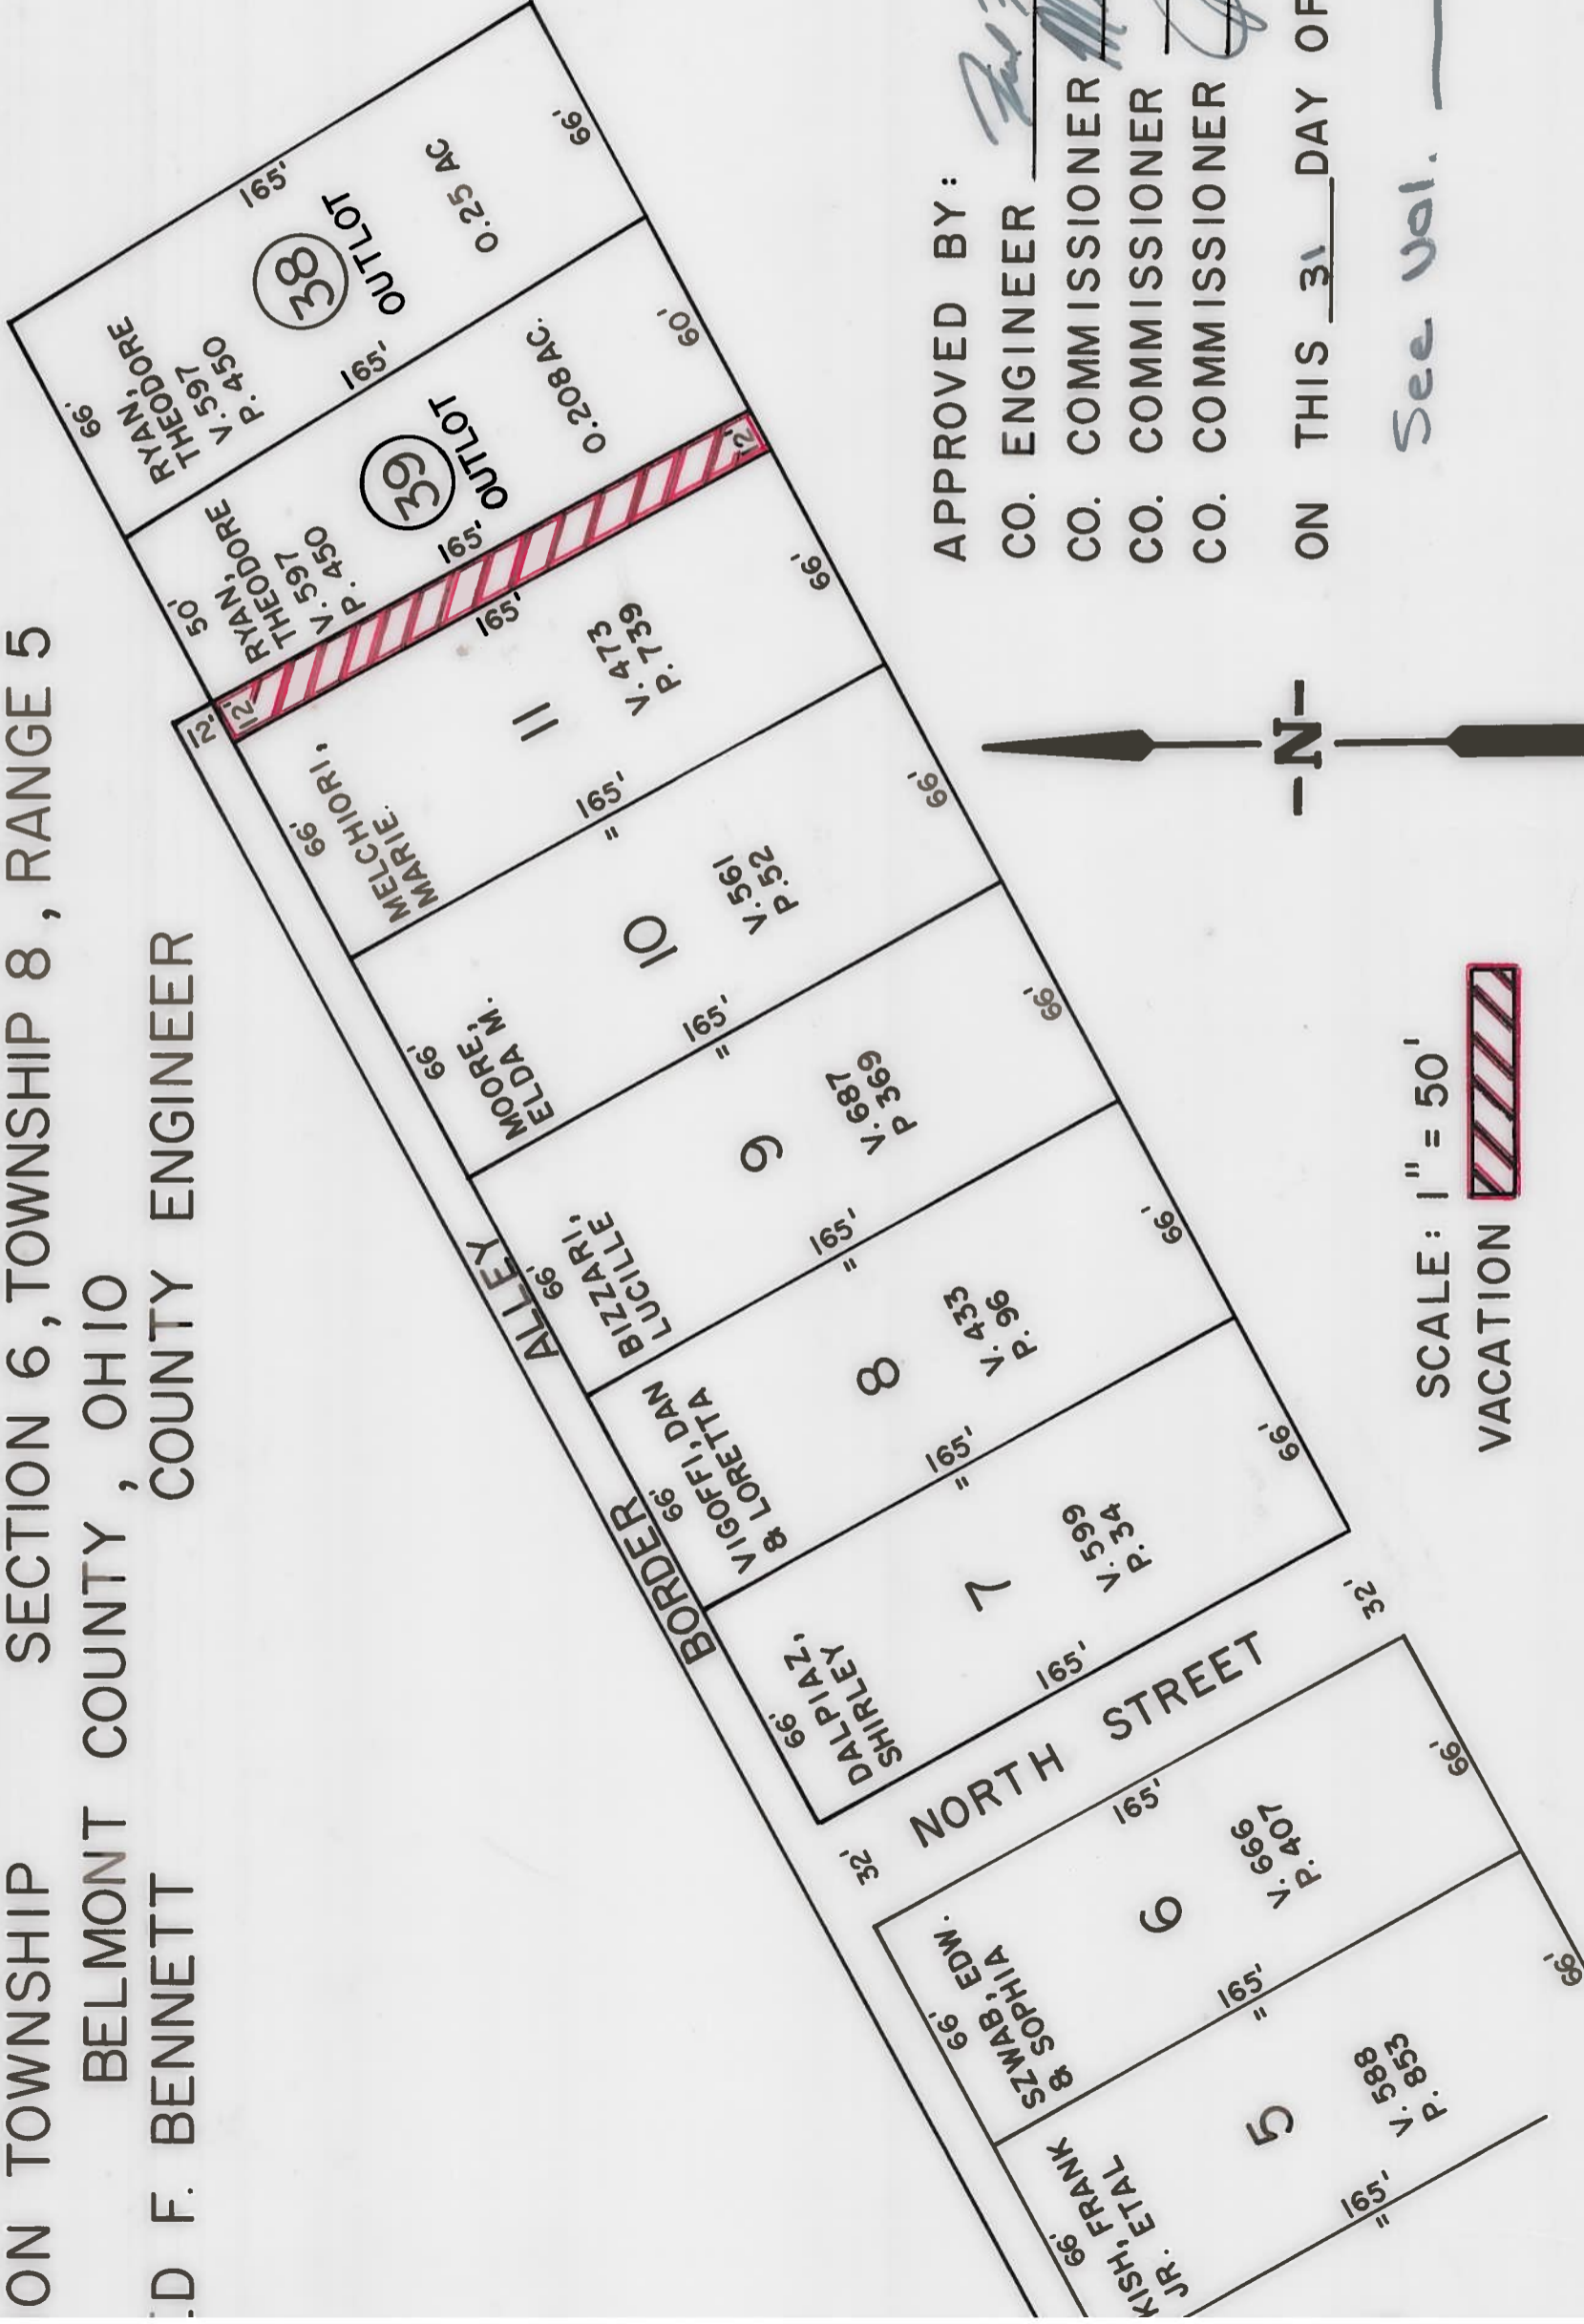 ON TOWNSHIP SECTION 6, TOWNSHIP 8, RANGE 5
BELMONT COUNTY, OHIO
D F. BENNETT COUNTY ENGINEER
66'
KISH, FRANK
JR. ETAL
5
V. 588
P. 853
165'
=
66'
66'
SZWAB, EDW.
& SOPHIA
6
V. 666
P. 407
165'
=
165'
66'
32'
NORTH STREET
32'
BORDER ALLEY
12'
66'
DALPIAZ,
SHIRLEY
7
V. 599
P. 34
165'
165'
=
66'
66'
VIGOFFI, DAN
& LORETTA
8
V. 433
P. 96
165'
=
66'
66'
BIZZARI,
LUCILLE
9
V. 687
P 369
165'
=
66'
66'
MOORE,
ELDA M.
10
V. 561
P. 52
165'
=
66'
66'
MELCHIORI,
MARIE.
11
V. 473
P. 739
165'
66'
12'
12'
50'
RYAN,
THEODORE
V. 597
P. 450
39
OUTLOT
0.208 AC.
165'
165'
60'
66'
RYAN,
THEODORE
V. 597
P. 450
38
OUTLOT
0.25 AC
165'
66'
APPROVED BY:
CO. ENGINEER
CO. COMMISSIONER
CO. COMMISSIONER
CO. COMMISSIONER
ON THIS 31 DAY OF
See Vol.
-N-
SCALE: 1" = 50'
VACATION